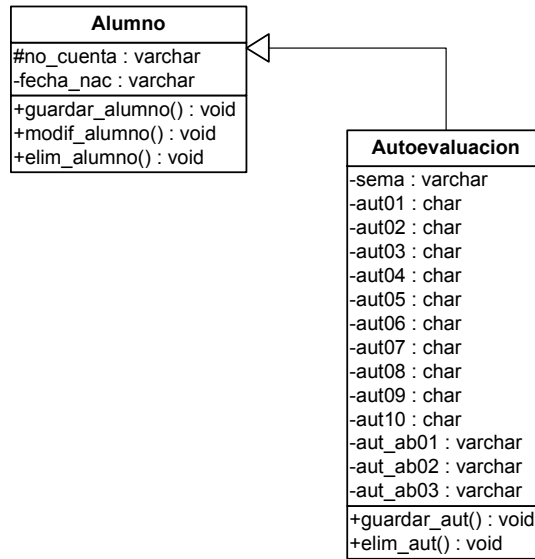 Alumno
#no_cuenta : varchar
-fecha_nac : varchar
+guardar_alumno() : void
+modif_alumno() : void
+elim_alumno() : void
Autoevaluacion
-sema : varchar
-aut01 : char
-aut02 : char
-aut03 : char
-aut04 : char
-aut05 : char
-aut06 : char
-aut07 : char
-aut08 : char
-aut09 : char
-aut10 : char
-aut_ab01 : varchar
-aut_ab02 : varchar
-aut_ab03 : varchar
+guardar_aut() : void
+elim_aut() : void